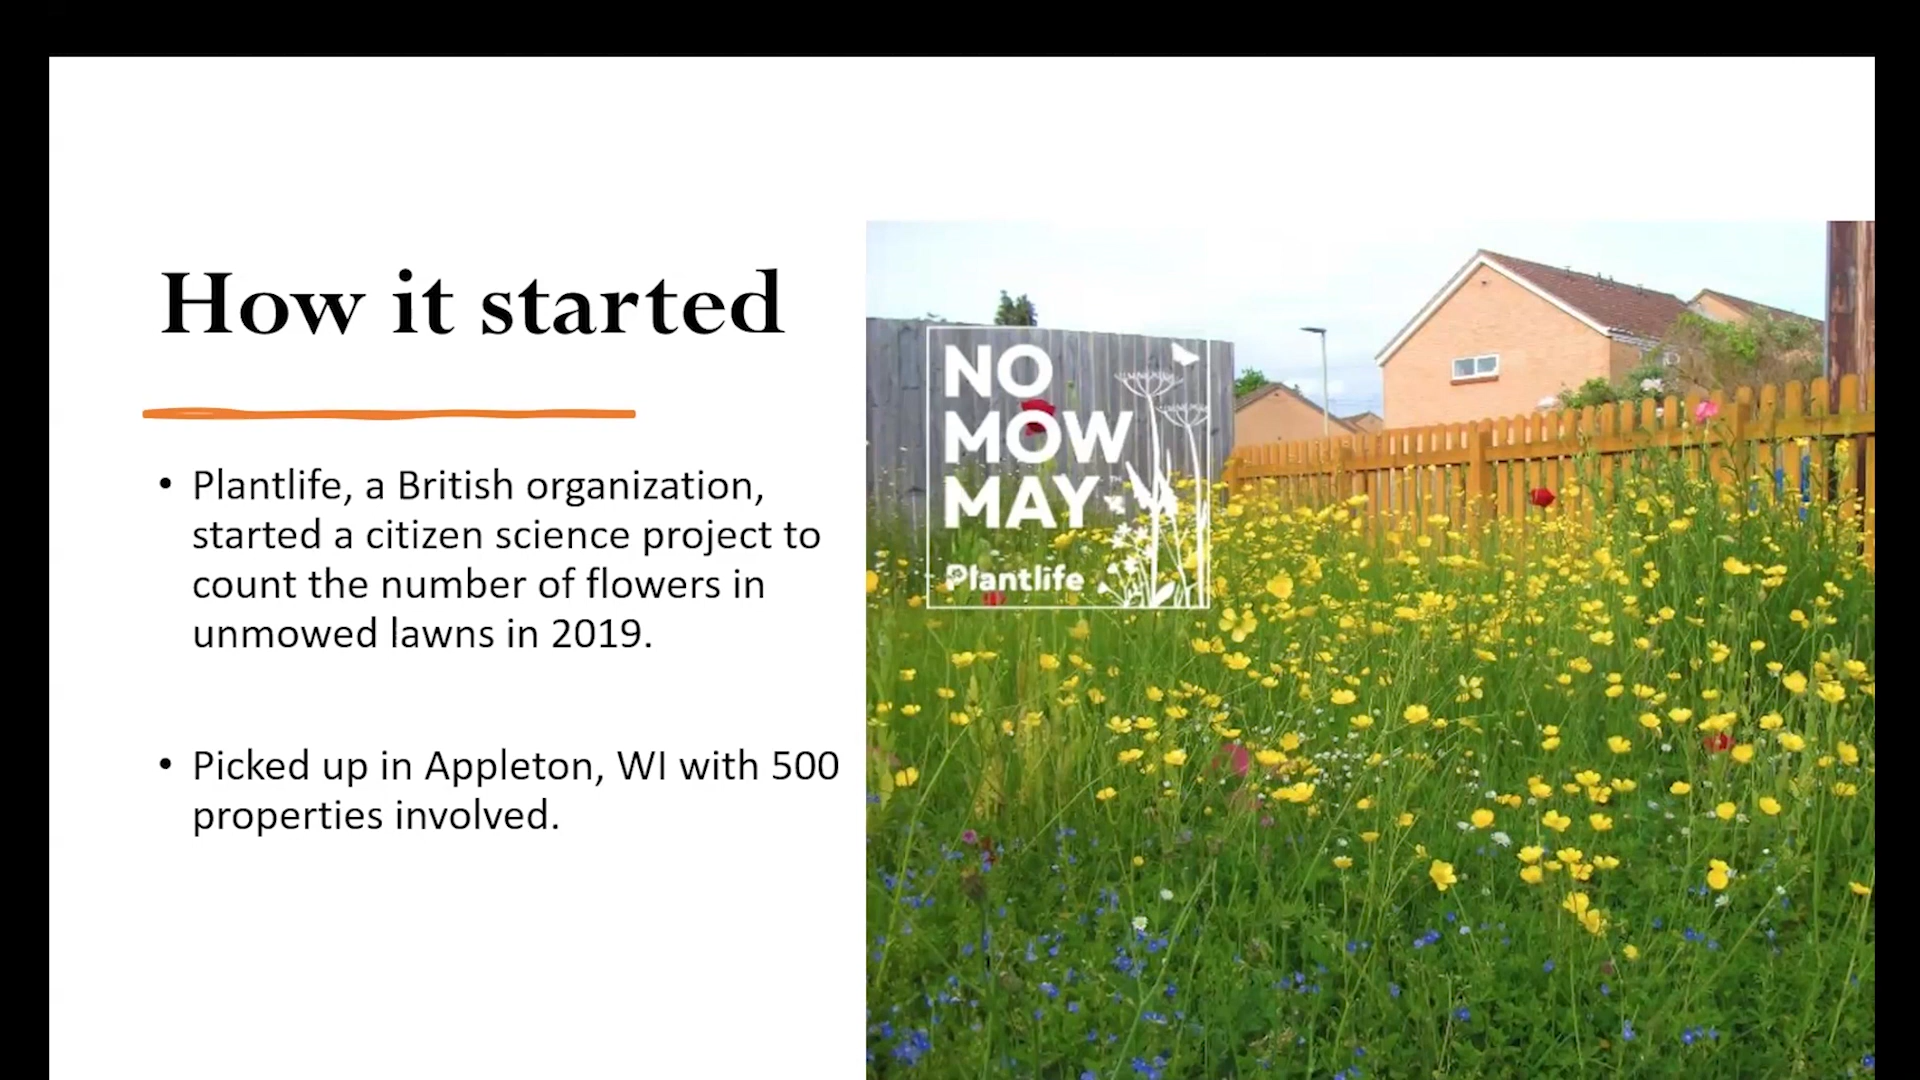 How it started
• Plantlife, a British organization,
started a citizen science project to
count the number of flowers in
unmowed lawns in 2019.
• Picked up in Appleton, WI with 500
properties involved.
NO
MOW
MAY
Plantlife